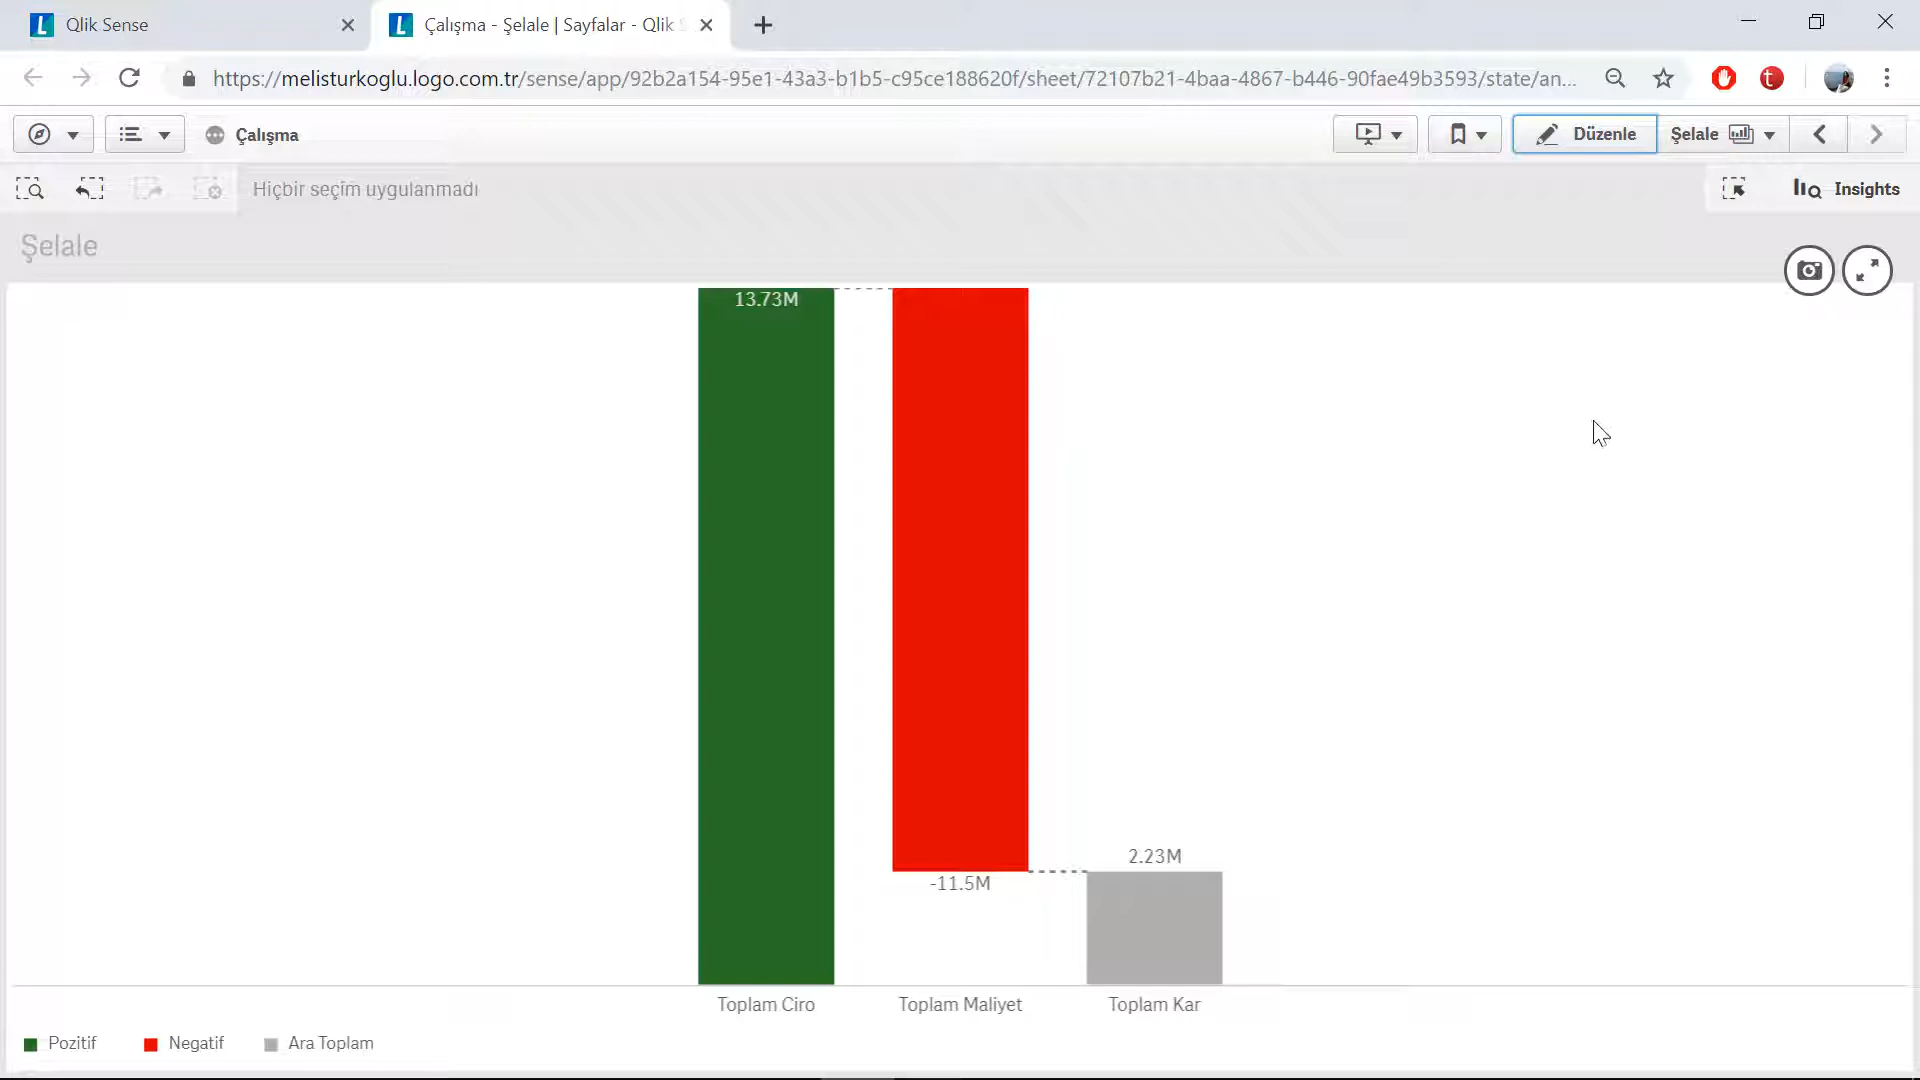 Qlik Sense
Çalışma - Şelale | Sayfalar - Qlik S
https://melisturkoglu.logo.com.tr/sense/app/92b2a154-95e1-43a3-b1b5-c95ce188620f/sheet/72107b21-4baa-4867-b446-90fae49b3593/state/an...
Çalışma
Düzenle
Şelale
Hiçbir seçim uygulanmadı
Insights
Şelale
13.73M
2.23M
-11.5M
Toplam Ciro
Toplam Maliyet
Toplam Kar
Pozitif
Negatif
Ara Toplam